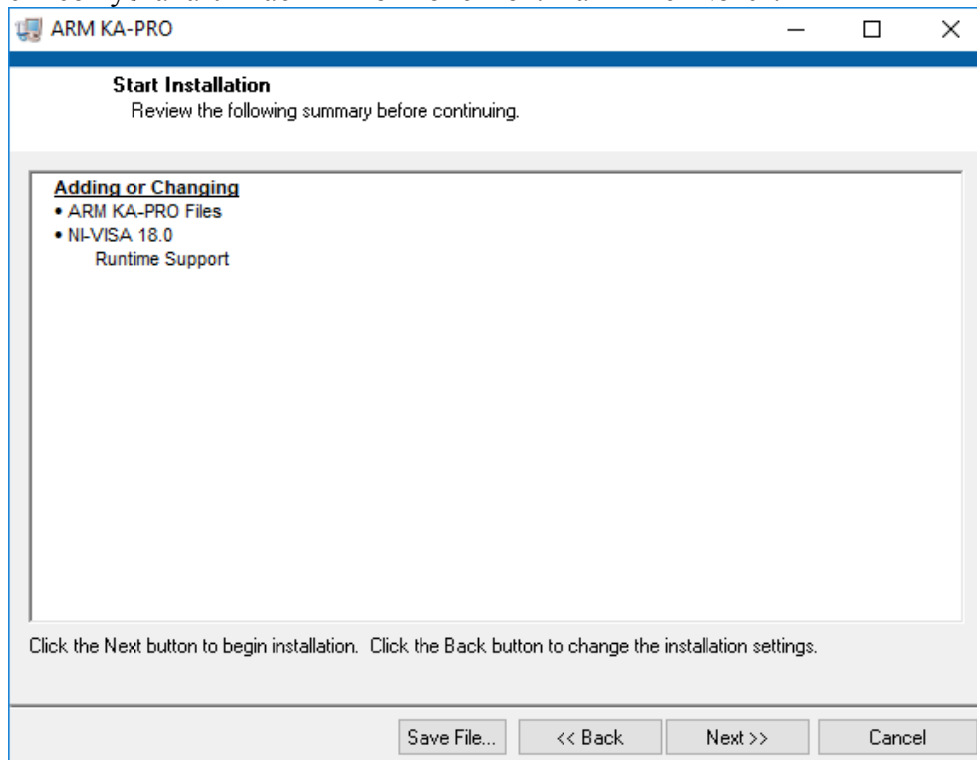 ARM KA-PRO
Start Installation
Review the following summary before continuing.
Adding or Changing
• ARM KA-PRO Files
• NI-VISA 18.0
Runtime Support
Click the Next button to begin installation. Click the Back button to change the installation settings.
Save File... << Back Next >> Cancel